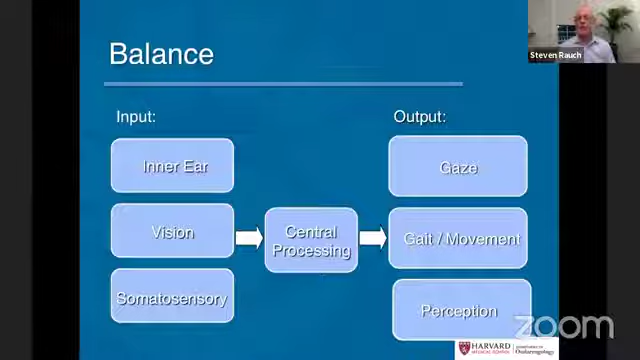 Balance
Steven Rauch
Input:
Output:
Inner Ear
Vision
Somatosensory
Central
Processing
Gaze
Gait / Movement
Perception
HARVARD
MEDICAL SCHOOL
Otolaryngology
zoom